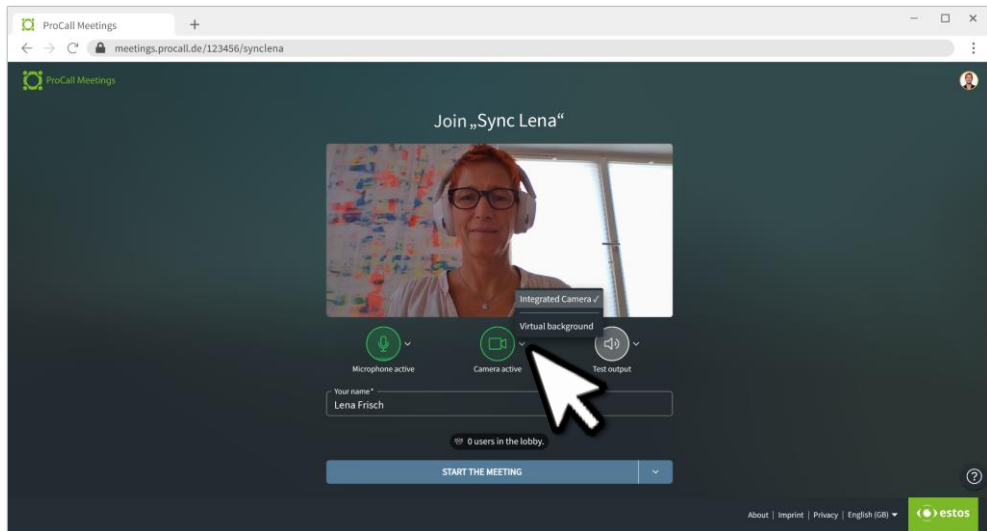 ProCall Meetings
meetings.procall.de/123456/synclena
ProCall Meetings
Join „Sync Lena“
Integrated Camera ✓
Virtual background
Microphone active
Camera active
Test output
Your name*
Lena Frisch
0 users in the lobby.
START THE MEETING
About | Imprint | Privacy | English (GB)
estos